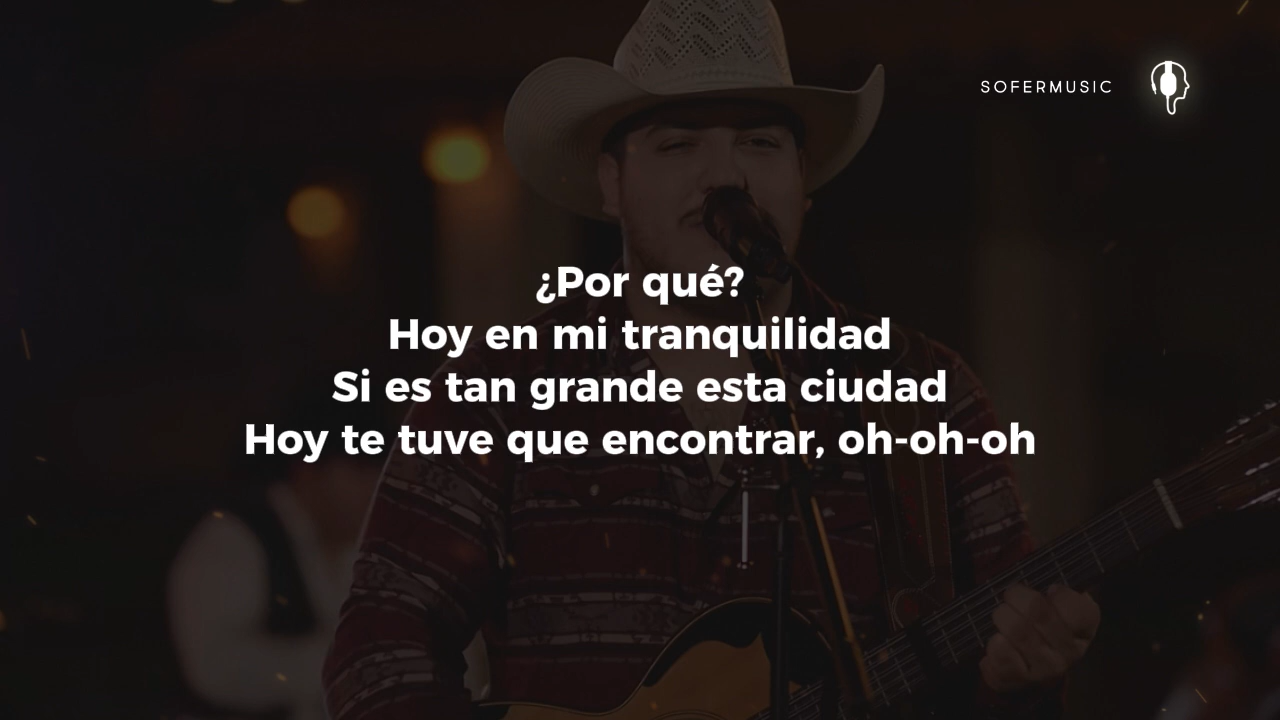 SOFERMUSIC
¿Por qué?
Hoy en mi tranquilidad
Si es tan grande esta ciudad
Hoy te tuve que encontrar, oh-oh-oh